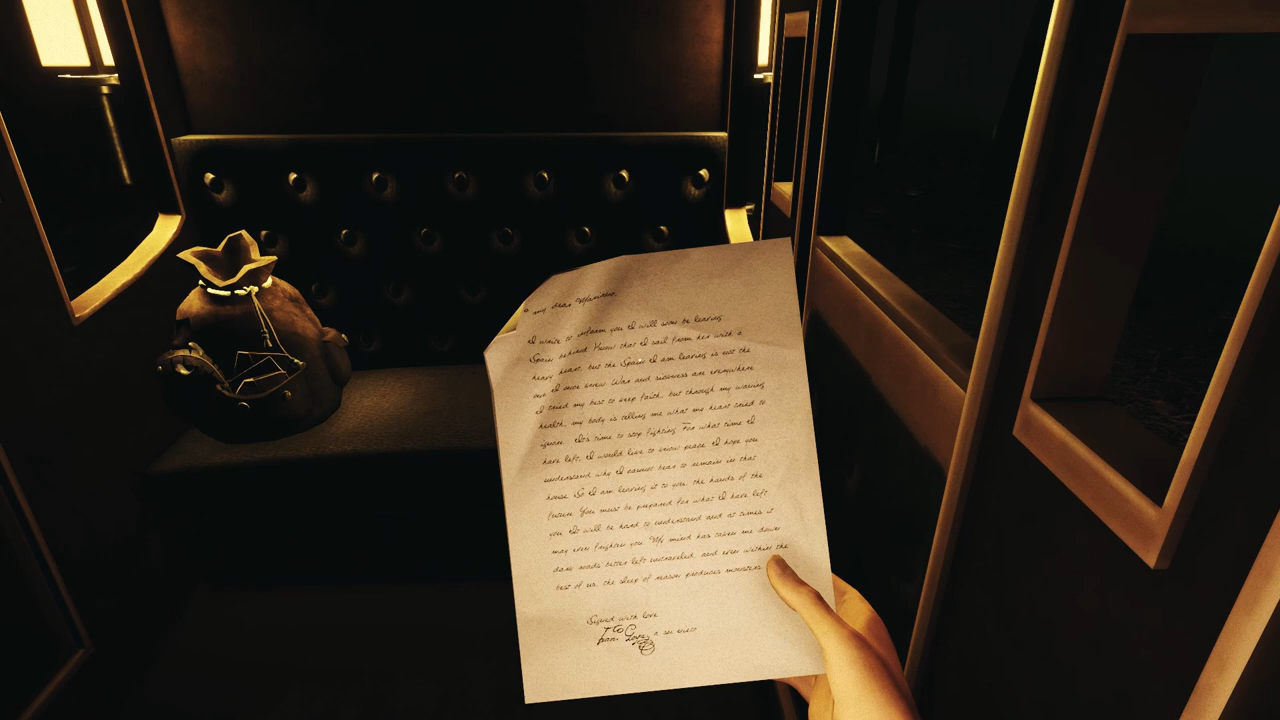 my dear Mariano,
I write to inform you I will soon be leaving
Spain behind. Know that I sail from her with a
heavy heart, but the Spain I am leaving is not the
one I once knew. War and sickness are everywhere
I tried my best to keep faith, but through my waning
health, my body is telling me what my heart tried to
ignore. It's time to stop fighting. For what time I
have left, I would live to know peace. I hope you
understand why I cannot bear to remain in that
house. So I am leaving it to you, the hands of the
future. You must be prepared for what I have left
you. It will be hard to understand and at times it
may even frighten you. My mind has taken me down
dark roads better left untraveled. and even within the
best of us, the sleep of reason produces monsters.
Signed with love
Fran co Goya